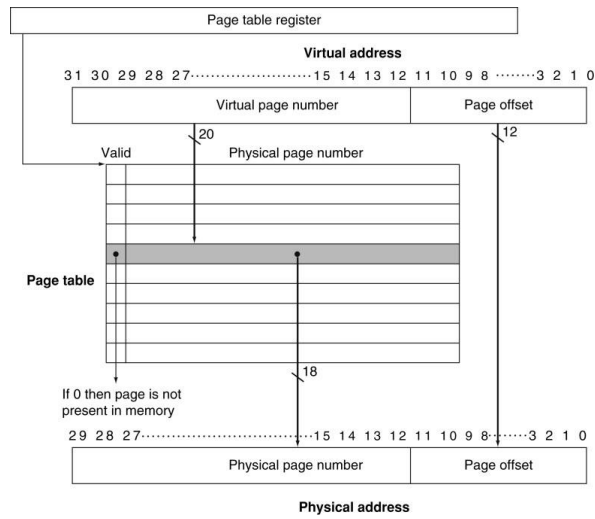 Page table register
Virtual address
31 30 29 28 27··························15 14 13 12 11 10 9 8 ·······3 2 1 0
Virtual page number Page offset
20 12
Valid Physical page number
Page table
18
If 0 then page is not
present in memory
29 28 27··································15 14 13 12 11 10 9 8·······3 2 1 0
Physical page number Page offset
Physical address